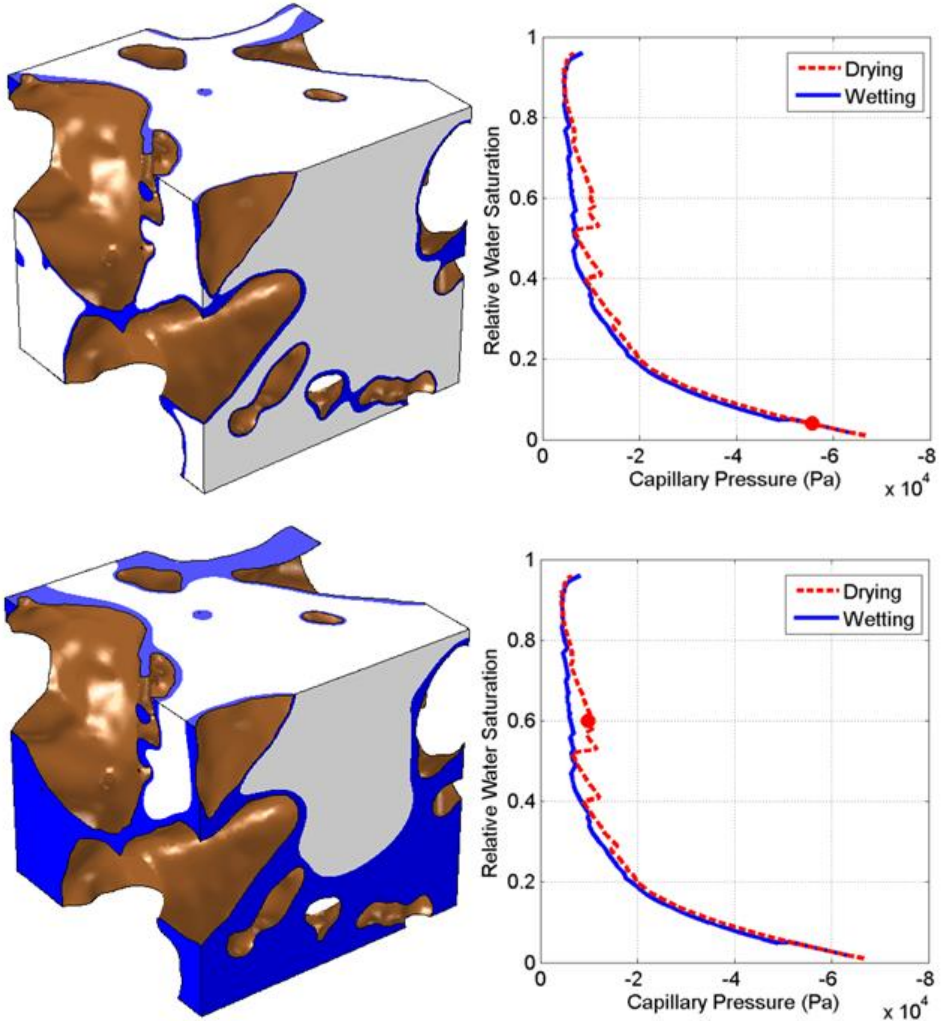 1
Drying
Wetting
0.8
0.6
0.4
0.2
0
Relative Water Saturation
0 -2 -4 -6 -8
Capillary Pressure (Pa)
x 10^4
1
Drying
Wetting
0.8
0.6
0.4
0.2
0
Relative Water Saturation
0 -2 -4 -6 -8
Capillary Pressure (Pa)
x 10^4